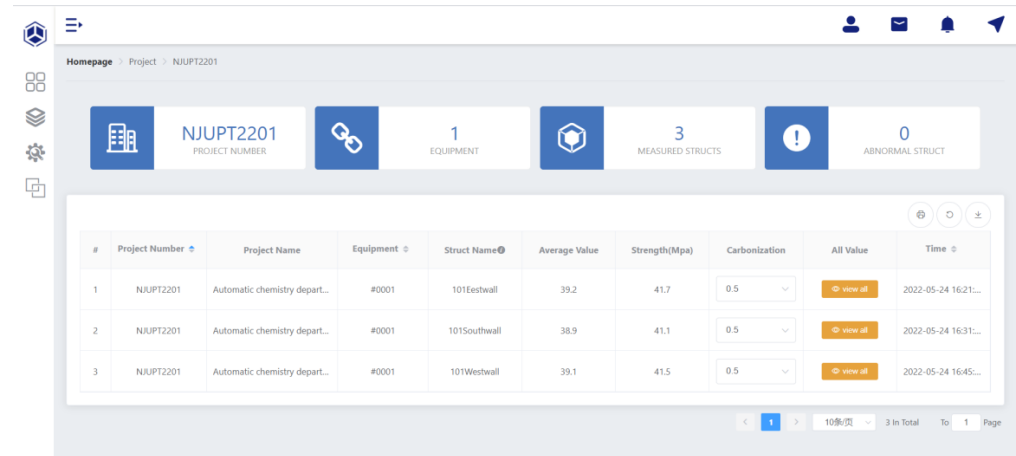 Homepage > Project > NJUPT2201
NJUPT2201
PROJECT NUMBER
1
EQUIPMENT
3
MEASURED STRUCTS
0
ABNORMAL STRUCT
# Project Number Project Name Equipment Struct Name Average Value Strength(Mpa) Carbonization All Value Time
1 NJUPT2201 Automatic chemistry depart... #0001 101Eestwall 39.2 41.7 0.5 view all 2022-05-24 16:21:...
2 NJUPT2201 Automatic chemistry depart... #0001 101Southwall 38.9 41.1 0.5 view all 2022-05-24 16:31:...
3 NJUPT2201 Automatic chemistry depart... #0001 101Westwall 39.1 41.5 0.5 view all 2022-05-24 16:45:...
< 1 > 10条/页 3 In Total To 1 Page